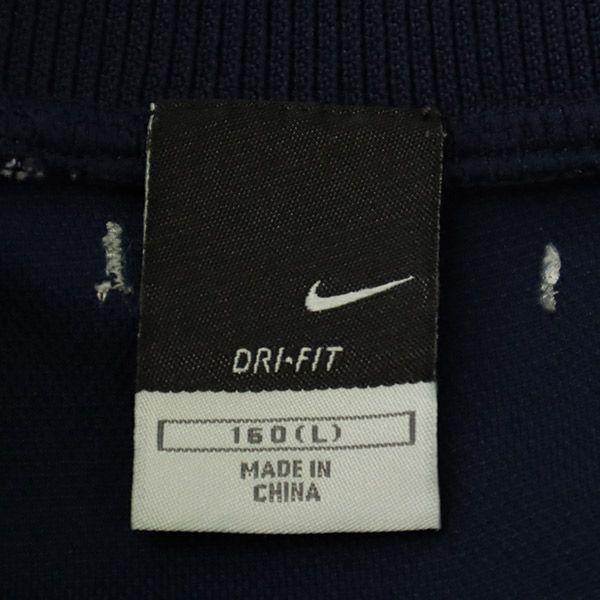 DRI-FIT
160(L)
MADE IN
CHINA